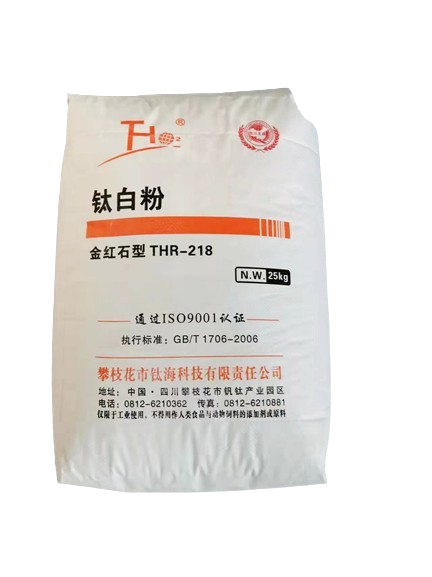 THO₂®
钛白粉
金红石型 THR-218
N.W. 25kg
通过ISO9001认证
执行标准：GB/T 1706-2006
攀枝花市钛海科技有限责任公司
地址：中国·四川攀枝花市钒钛产业园区
电话：0812-6210362 传真：0812-6210881
仅限于工业使用，不得用作人类食品与动物饲料的添加剂或原料